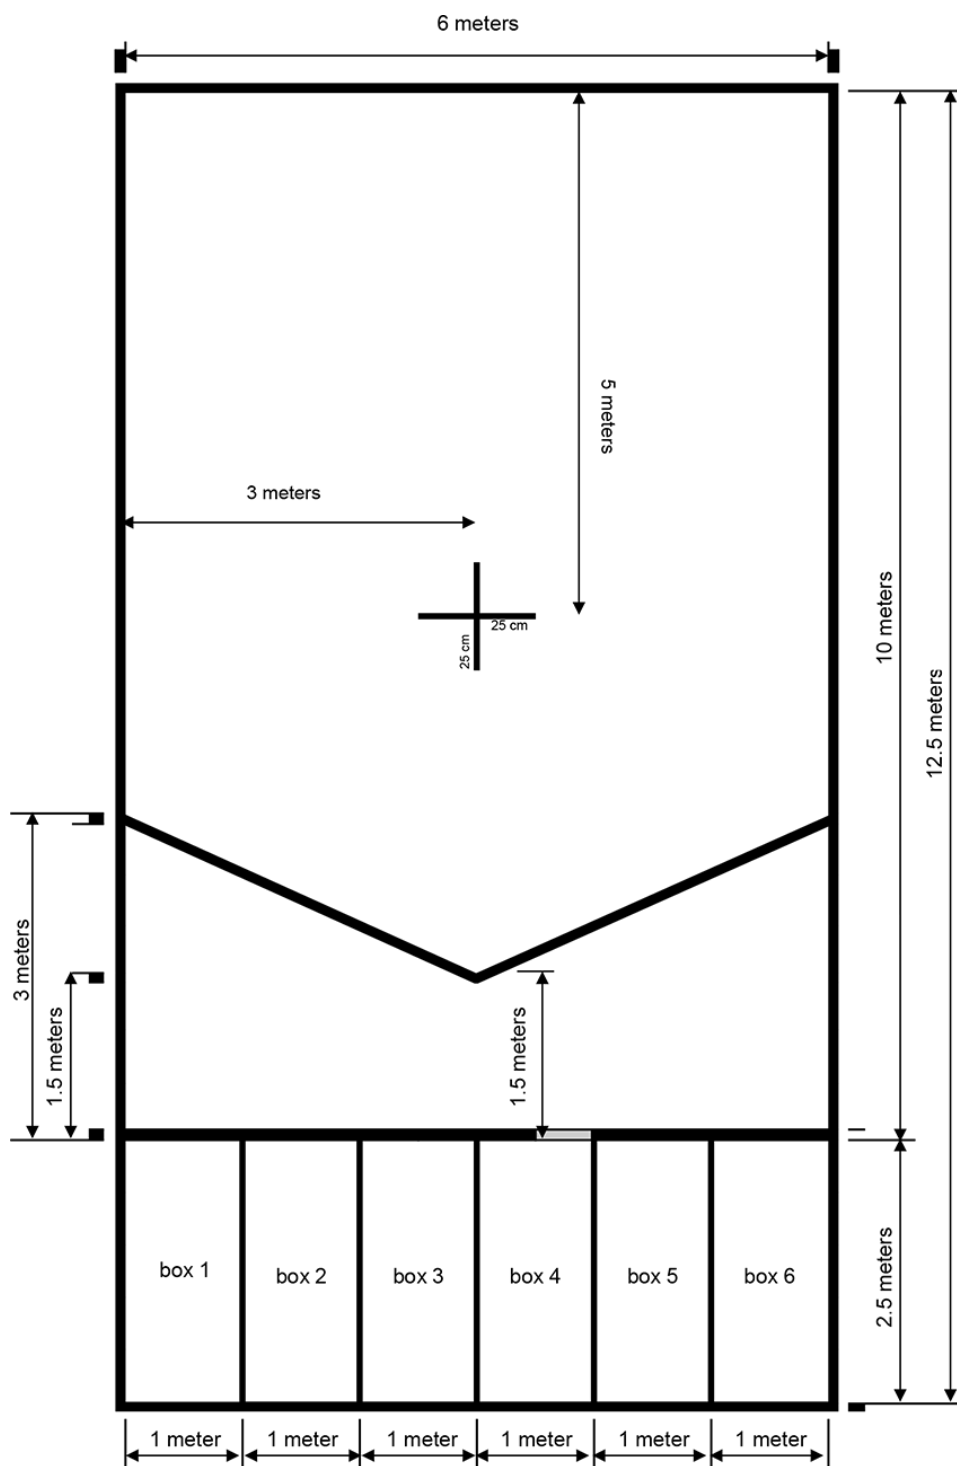 6 meters
5 meters
3 meters
25 cm
25 cm
10 meters
12.5 meters
3 meters
1.5 meters
1.5 meters
box 1
box 2
box 3
box 4
box 5
box 6
2.5 meters
1 meter
1 meter
1 meter
1 meter
1 meter
1 meter